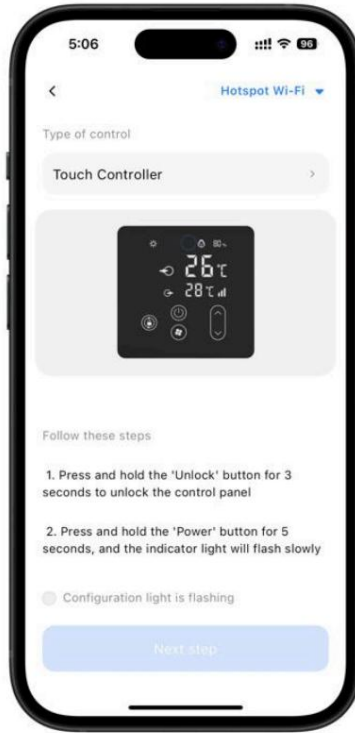 5:06
96
Hotspot Wi-Fi
Type of control
Touch Controller
80%
26℃
28℃
Follow these steps
1. Press and hold the 'Unlock' button for 3
seconds to unlock the control panel
2. Press and hold the 'Power' button for 5
seconds, and the indicator light will flash slowly
Configuration light is flashing
Next step